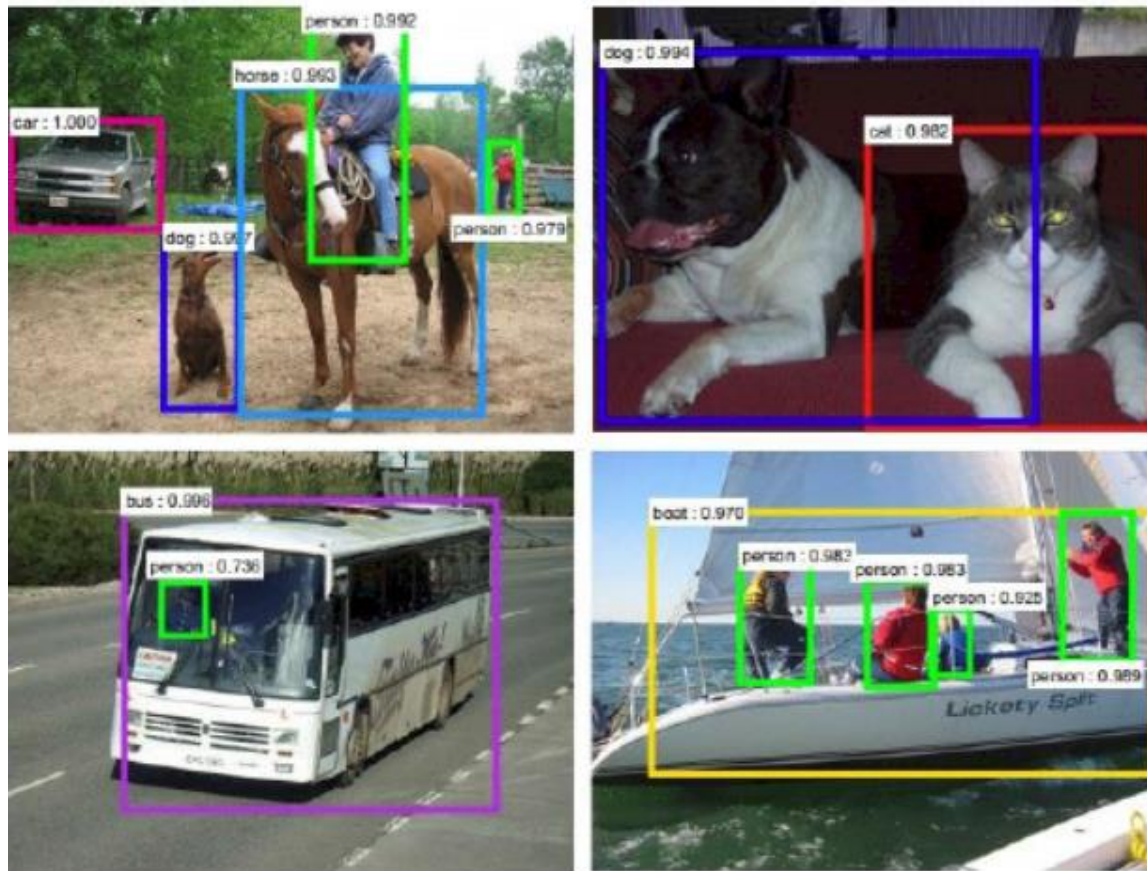 person : 0.992
horse : 0.993
car : 1.000
person : 0.979
dog : 0.997
dog : 0.994
cat : 0.982
bus : 0.996
person : 0.736
boat : 0.970
person : 0.983
person : 0.983
person : 0.925
person : 0.989
Lickety Split